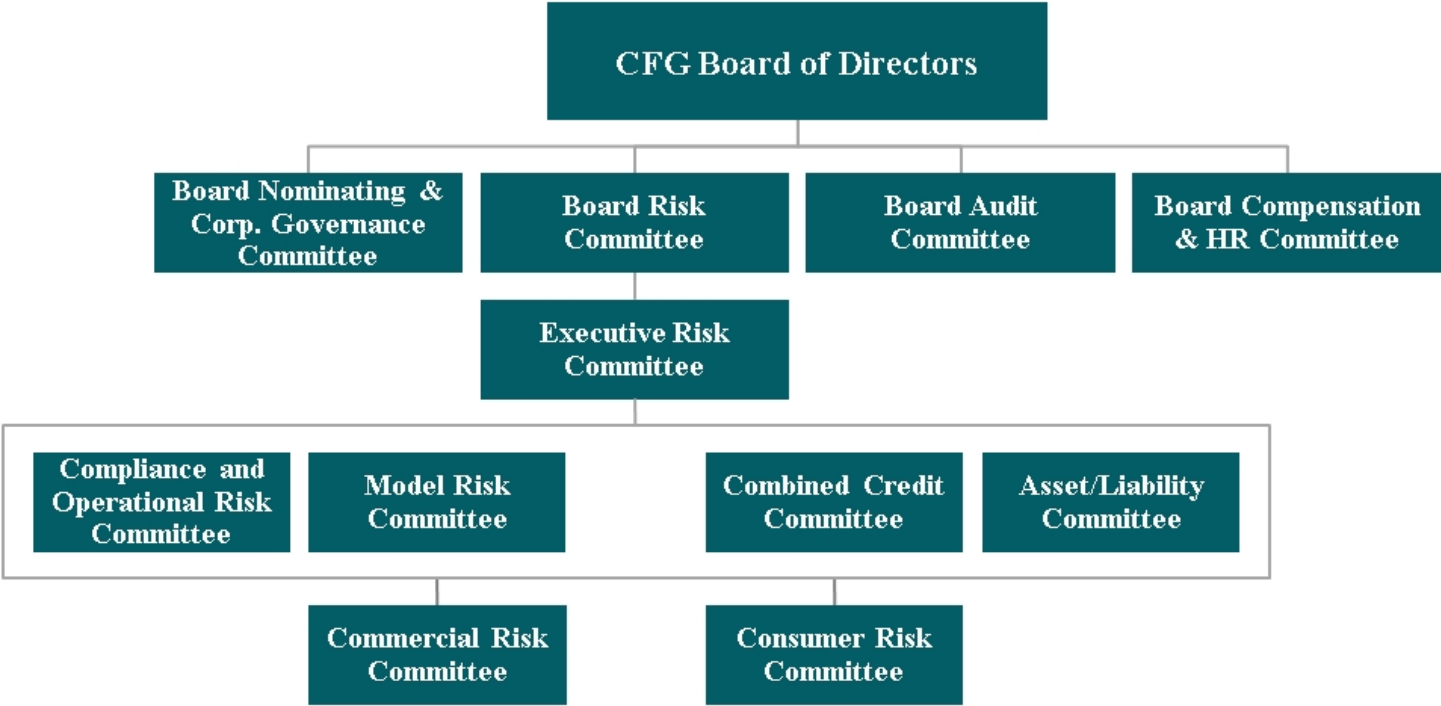 CFG Board of Directors
Board Nominating &
Corp. Governance
Committee
Board Risk
Committee
Board Audit
Committee
Board Compensation
& HR Committee
Executive Risk
Committee
Compliance and
Operational Risk
Committee
Model Risk
Committee
Combined Credit
Committee
Asset/Liability
Committee
Commercial Risk
Committee
Consumer Risk
Committee